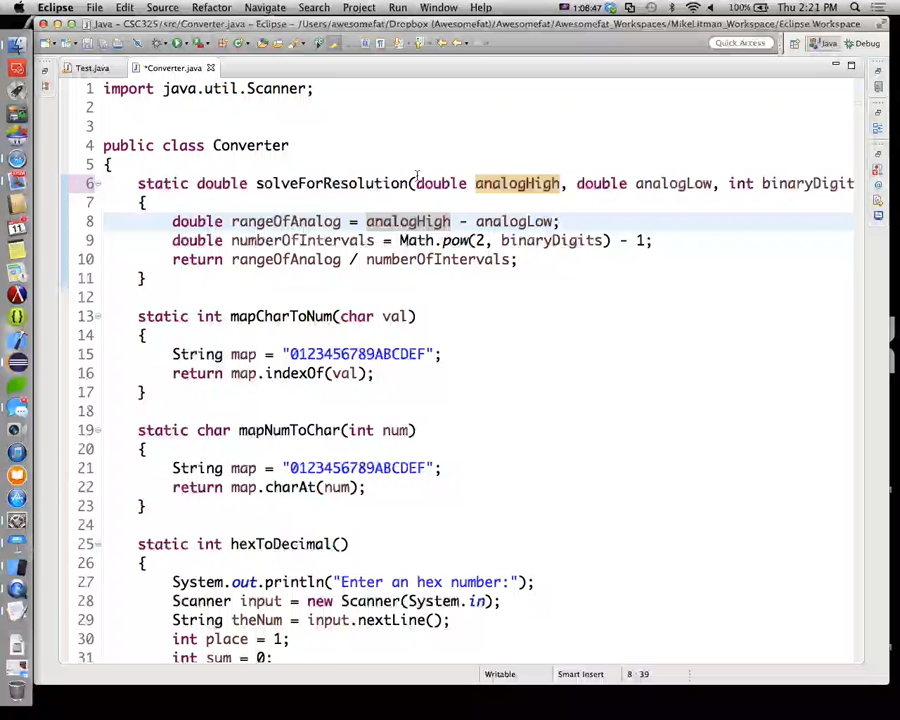 Eclipse File Edit Source Refactor Navigate Search Project Run Window Help 1:06:47 100% Thu Sep 11 2:21 PM
Java - CSC325/src/Converter.java - Eclipse - /Users/awesomefat/Dropbox (Awesomefat)/Awesomefat_Workspaces/MikeLitman_Workspaces/Eclipse Workspace
Quick Access Java Debug
Test.java *Converter.java
1 import java.util.Scanner;
2
3
4 public class Converter
5 {
6 static double solveForResolution(double analogHigh, double analogLow, int binaryDigit
7 {
8 double rangeOfAnalog = analogHigh - analogLow;
9 double numberOfIntervals = Math.pow(2, binaryDigits) - 1;
10 return rangeOfAnalog / numberOfIntervals;
11 }
12
13 static int mapCharToNum(char val)
14 {
15 String map = "0123456789ABCDEF";
16 return map.indexOf(val);
17 }
18
19 static char mapNumToChar(int num)
20 {
21 String map = "0123456789ABCDEF";
22 return map.charAt(num);
23 }
24
25 static int hexToDecimal()
26 {
27 System.out.println("Enter an hex number:");
28 Scanner input = new Scanner(System.in);
29 String theNum = input.nextLine();
30 int place = 1;
31 int sum = 0;
Writable Smart Insert 8 : 39